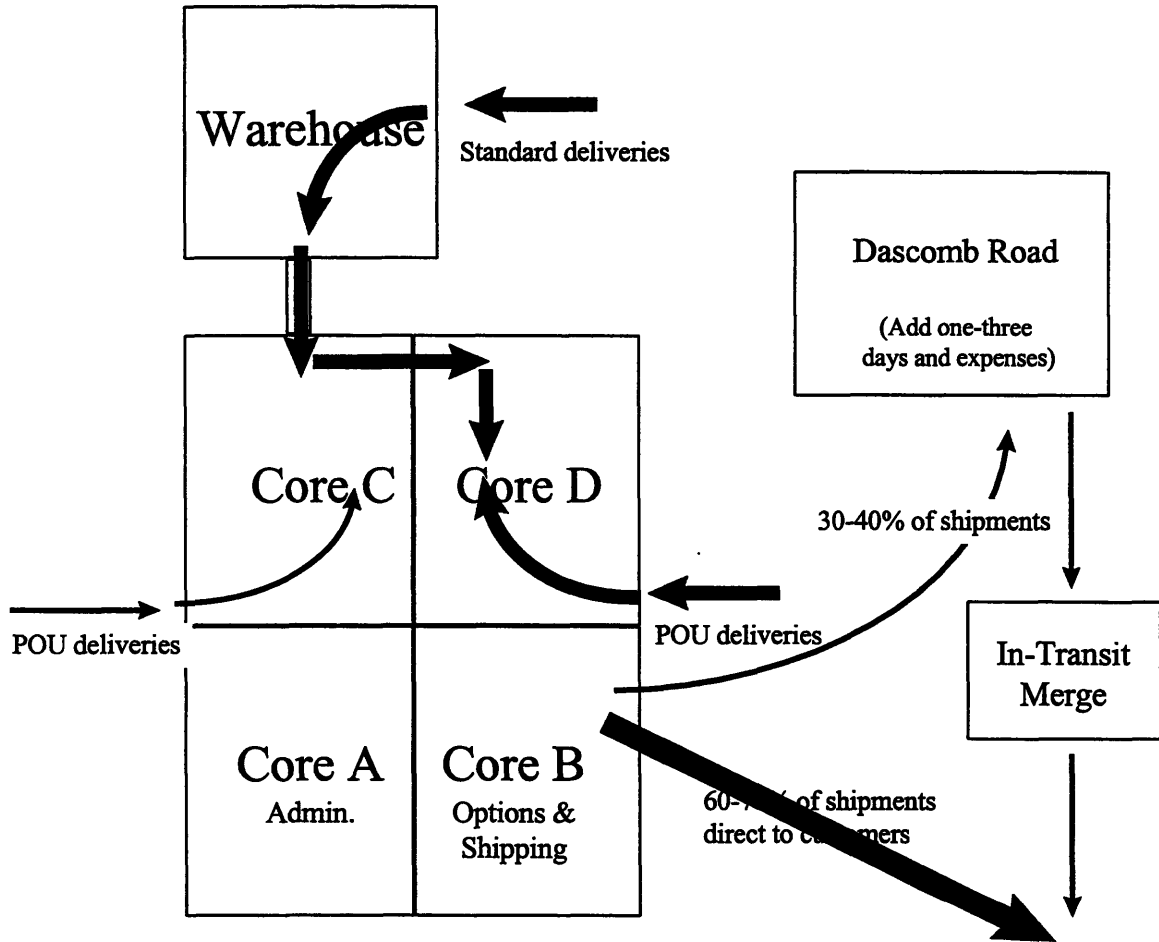 Warehouse
Standard deliveries
Dascomb Road
(Add one-three
days and expenses)
Core C
Core D
30-40% of shipments
POU deliveries
POU deliveries
In-Transit
Merge
Core A
Admin.
Core B
Options &
Shipping
of shipments
direct to customers